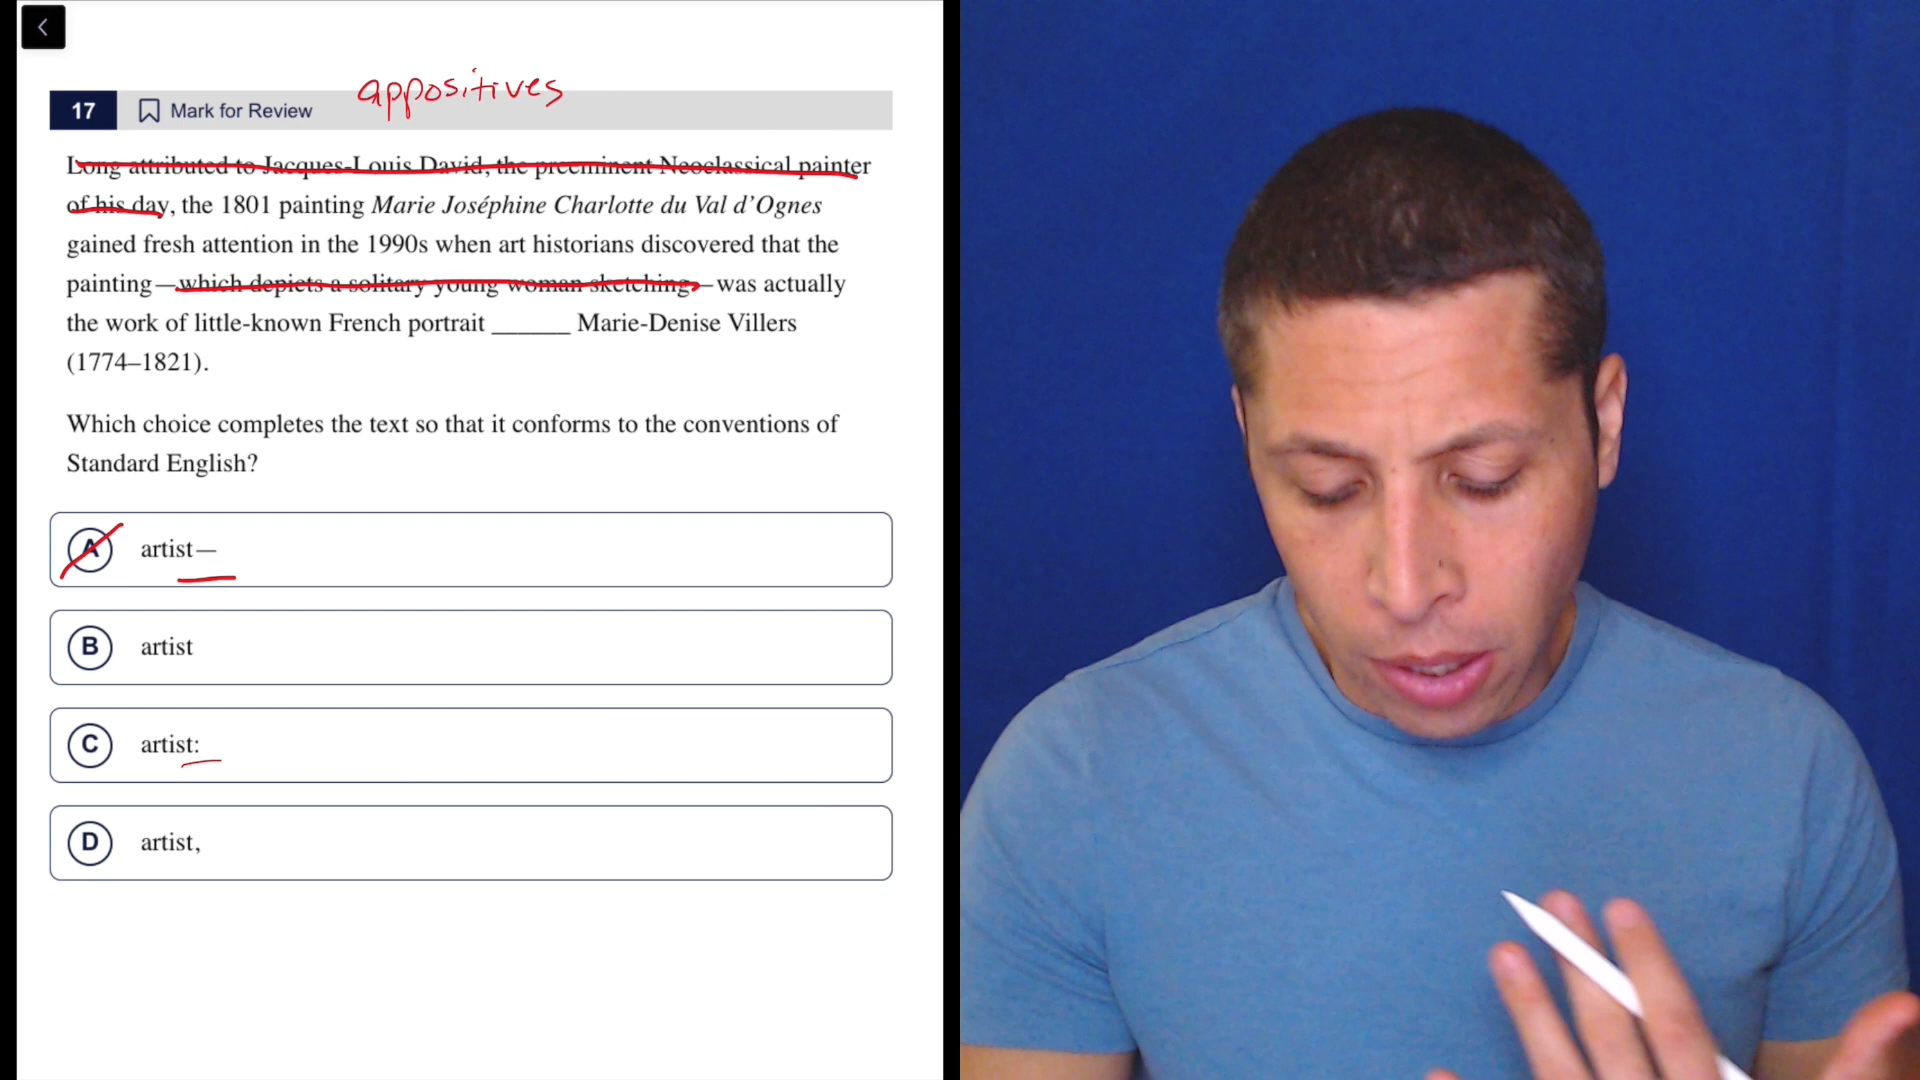 appositives
17 Mark for Review
Long attributed to Jacques-Louis David, the preeminent Neoclassical painter
of his day, the 1801 painting Marie Joséphine Charlotte du Val d’Ognes
gained fresh attention in the 1990s when art historians discovered that the
painting—which depicts a solitary young woman sketching—was actually
the work of little-known French portrait ______ Marie-Denise Villers
(1774–1821).
Which choice completes the text so that it conforms to the conventions of
Standard English?
A artist—
B artist
C artist:
D artist,